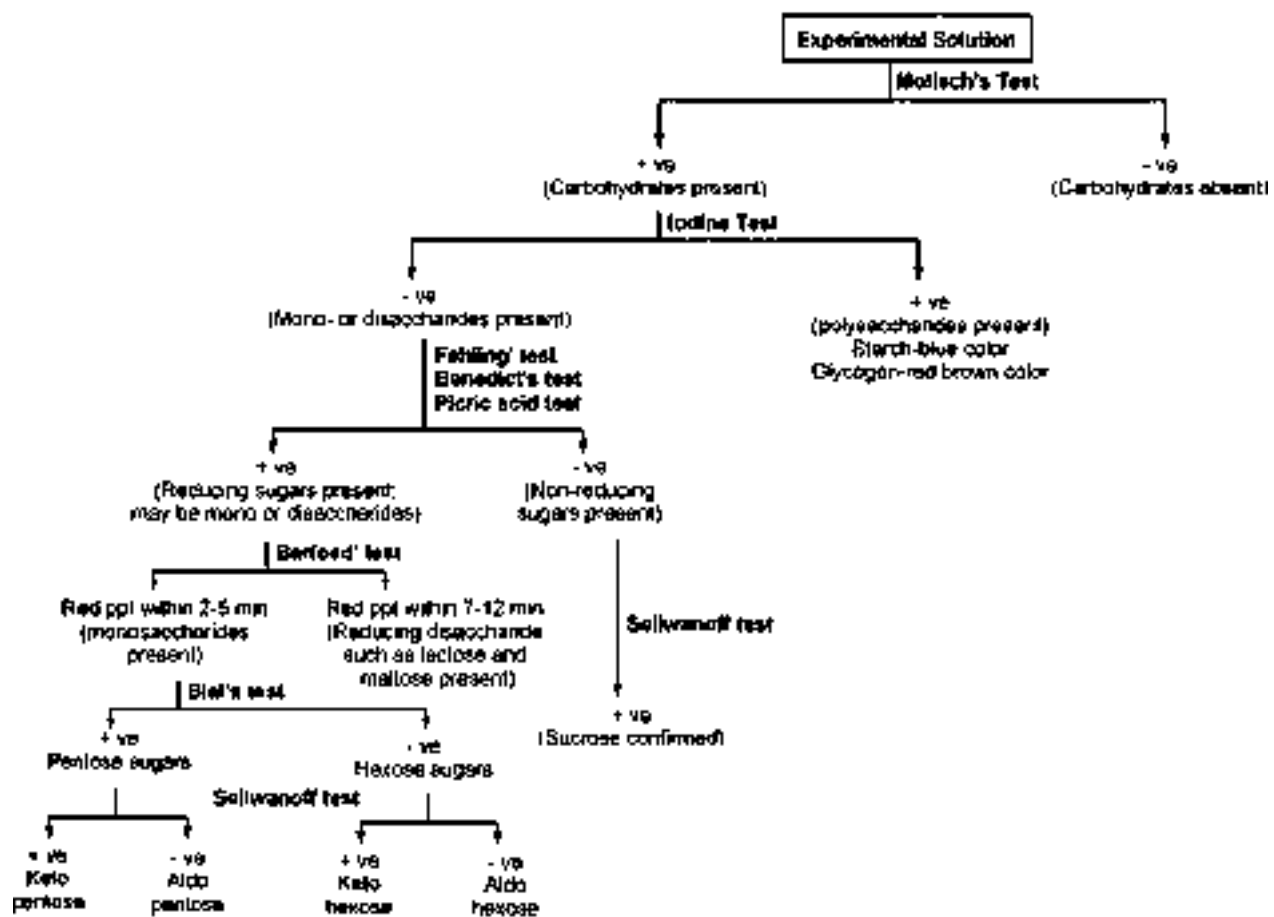 Experimental Solution
Molisch's Test
+ ve
(Carbohydrates present)
- ve
(Carbohydrates absent)
Iodine Test
- ve
(Mono- or disaccharides present)
+ ve
(polysaccharides present)
Starch-blue color
Glycogen-red brown color
Fehling' test
Benedict's test
Picric acid test
+ ve
(Reducing sugars present,
may be mono or disaccharides)
- ve
(Non-reducing
sugars present)
Barfoed' test
Red ppt within 2-5 min
(monosaccharides
present)
Red ppt within 7-12 min
(Reducing disaccharide
such as lactose and
maltose present)
Seliwanoff test
+ ve
(Sucrose confirmed)
Bial's test
+ ve
Pentose sugars
- ve
Hexose sugars
Seliwanoff test
+ ve
Keto
pentose
- ve
Aldo
pentose
+ ve
Keto
hexose
- ve
Aldo
hexose